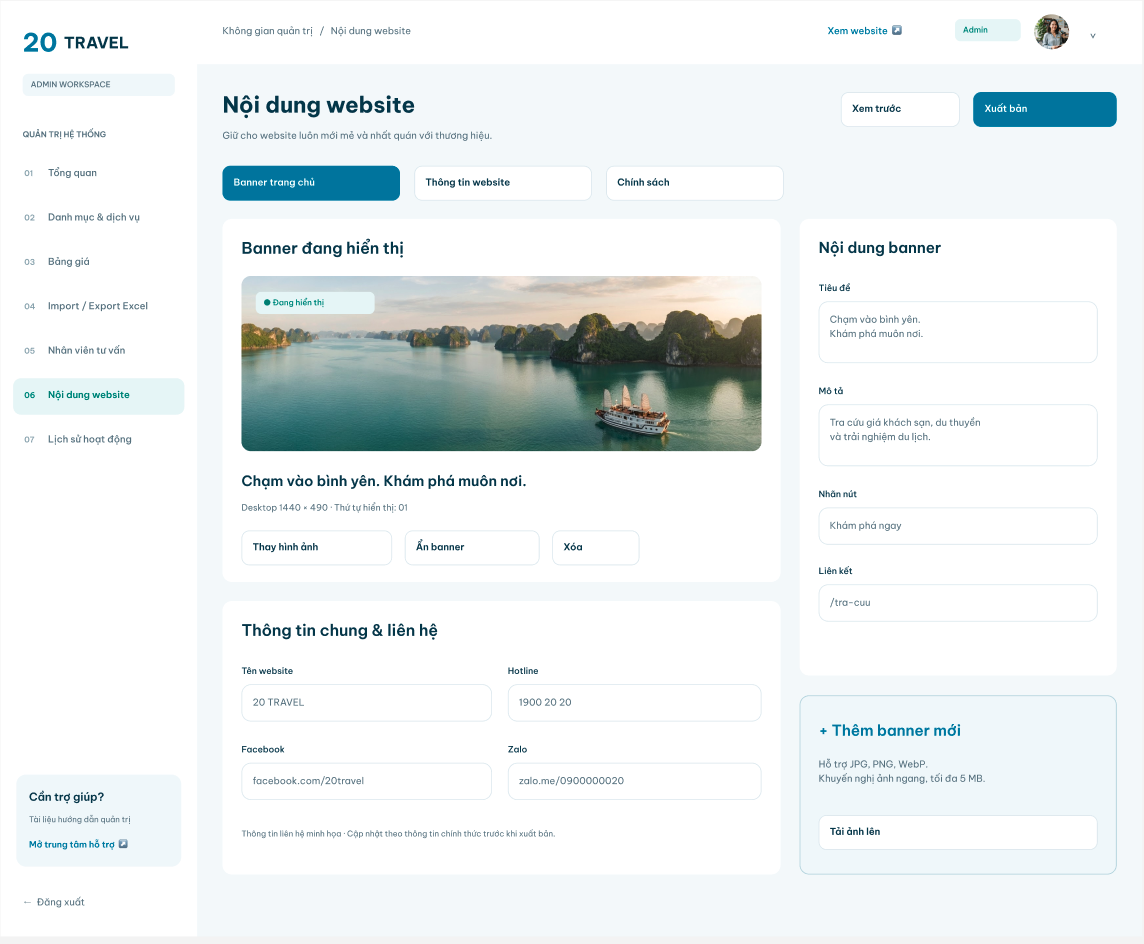 20 TRAVEL
ADMIN WORKSPACE
QUẢN TRỊ HỆ THỐNG
01 Tổng quan
02 Danh mục & dịch vụ
03 Bảng giá
04 Import / Export Excel
05 Nhân viên tư vấn
06 Nội dung website
07 Lịch sử hoạt động
Cần trợ giúp?
Tài liệu hướng dẫn quản trị
Mở trung tâm hỗ trợ ↗
← Đăng xuất
Không gian quản trị / Nội dung website
Xem website ↗
Admin
v
Nội dung website
Giữ cho website luôn mới mẻ và nhất quán với thương hiệu.
Xem trước
Xuất bản
Banner trang chủ
Thông tin website
Chính sách
Banner đang hiển thị
● Đang hiển thị
Chạm vào bình yên. Khám phá muôn nơi.
Desktop 1440 × 490 · Thứ tự hiển thị: 01
Thay hình ảnh
Ẩn banner
Xóa
Thông tin chung & liên hệ
Tên website
20 TRAVEL
Hotline
1900 20 20
Facebook
facebook.com/20travel
Zalo
zalo.me/0900000020
Thông tin liên hệ minh họa · Cập nhật theo thông tin chính thức trước khi xuất bản.
Nội dung banner
Tiêu đề
Chạm vào bình yên.
Khám phá muôn nơi.
Mô tả
Tra cứu giá khách sạn, du thuyền
và trải nghiệm du lịch.
Nhãn nút
Khám phá ngay
Liên kết
/tra-cuu
+ Thêm banner mới
Hỗ trợ JPG, PNG, WebP.
Khuyến nghị ảnh ngang, tối đa 5 MB.
Tải ảnh lên